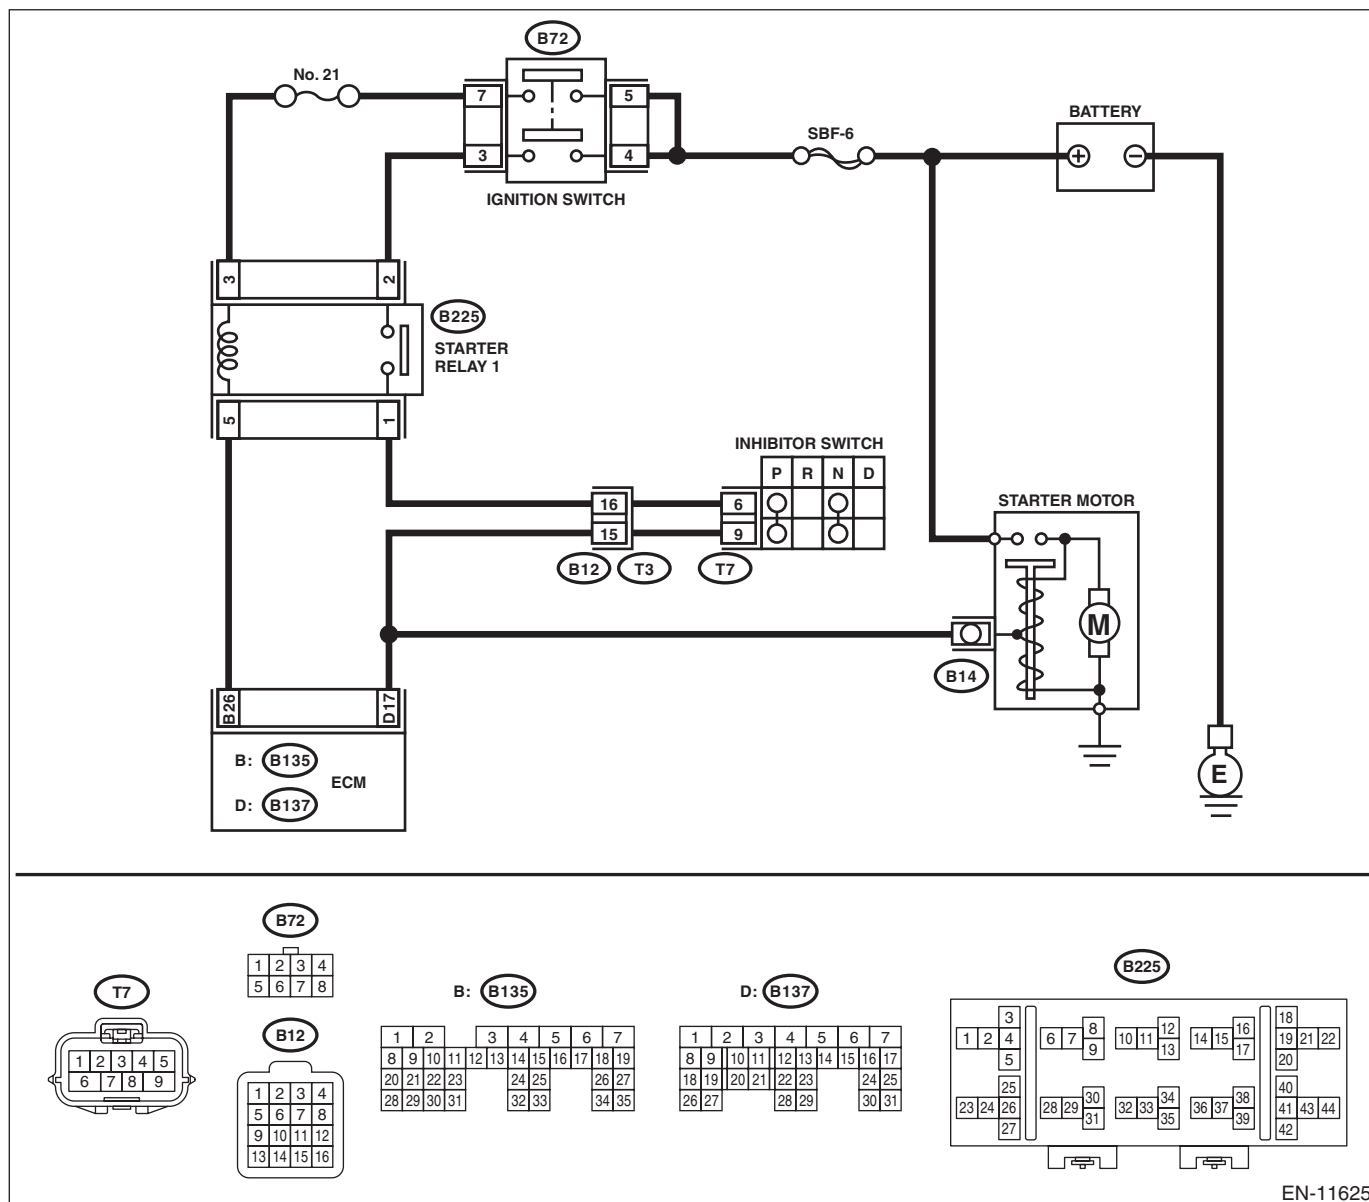 B72
No. 21
7
5
3
4
IGNITION SWITCH
SBF-6
BATTERY
+
−
3
2
B225
STARTER
RELAY 1
5
1
INHIBITOR SWITCH
P R N D
16
6
15
9
B12
T3
T7
STARTER MOTOR
M
B14
B26
D17
B: B135
ECM
D: B137
E
B72
1 2 3 4
5 6 7 8
T7
1 2 3 4 5
6 7 8 9
B12
1 2 3 4
5 6 7 8
9 10 11 12
13 14 15 16
B: B135
1 2 3 4 5 6 7
8 9 10 11 12 13 14 15 16 17 18 19
20 21 22 23 24 25 26 27
28 29 30 31 32 33 34 35
D: B137
1 2 3 4 5 6 7
8 9 10 11 12 13 14 15 16 17
18 19 20 21 22 23 24 25
26 27 28 29 30 31
B225
3 18
8 12 16
1 2 4 6 7 10 11 14 15 19 21 22
9 13 17
5 20
25 40
30 34 38
23 24 26 28 29 32 33 36 37 41 43 44
31 35 39
27 42
EN-11625